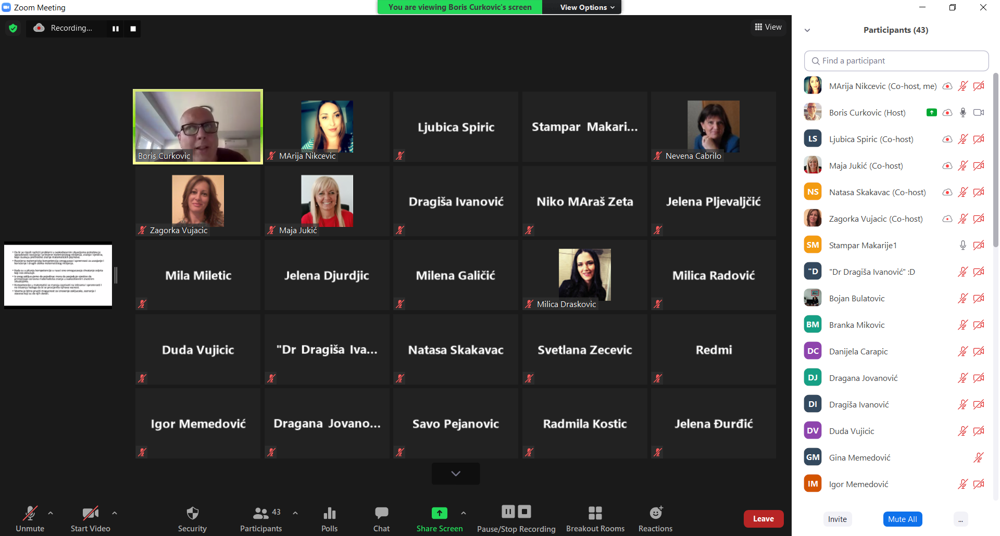 Zoom Meeting
You are viewing Boris Curkovic's screen
View Options
Recording...
View
Boris Curkovic
MArija Nikcevic
Ljubica Spiric
Stampar Makari...
Nevena Cabrilo
Zagorka Vujacic
Maja Jukić
Dragiša Ivanović
Niko MAraš Zeta
Jelena Pljevaljčić
Mila Miletic
Jelena Djurdjic
Milena Galičić
Milica Draskovic
Milica Radović
Duda Vujicic
"Dr Dragiša Iva...
Natasa Skakavac
Svetlana Zecevic
Redmi
Igor Memedović
Dragana Jovano...
Savo Pejanovic
Radmila Kostic
Jelena Đurđić
Unmute
Start Video
Security
43
Participants
Polls
Chat
Share Screen
Pause/Stop Recording
Breakout Rooms
Reactions
Leave
Participants (43)
Find a participant
MArija Nikcevic (Co-host, me)
Boris Curkovic (Host)
LS Ljubica Spiric (Co-host)
Maja Jukić (Co-host)
NS Natasa Skakavac (Co-host)
Zagorka Vujacic (Co-host)
SM Stampar Makarije1
"D "Dr Dragiša Ivanović" :D
Bojan Bulatovic
BM Branka Mikovic
DC Danijela Carapic
DJ Dragana Jovanović
DI Dragiša Ivanović
DV Duda Vujicic
GM Gina Memedović
IM Igor Memedović
Invite
Mute All
...